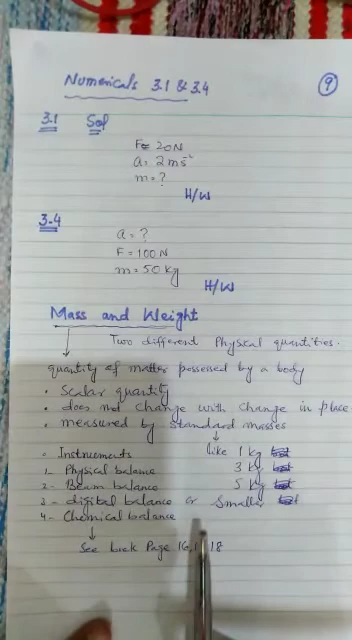 Numericals 3.1 & 3.4
9
3.1 Sol
F= 20N
a= 2ms⁻²
m=?
H/W
3.4
a= ?
F = 100N
m= 50 kg
H/W
Mass and Weight
Two different Physical quantities.
quantity of matter possessed by a body
• Scalar quantity
• does not change with change in place
• measured by standard masses
Instruments like 1 kg
1- Physical balance 3 kg
2- Beam balance 5 kg
3- digital balance or Smaller
4- Chemical balance
See book Page 16, 18